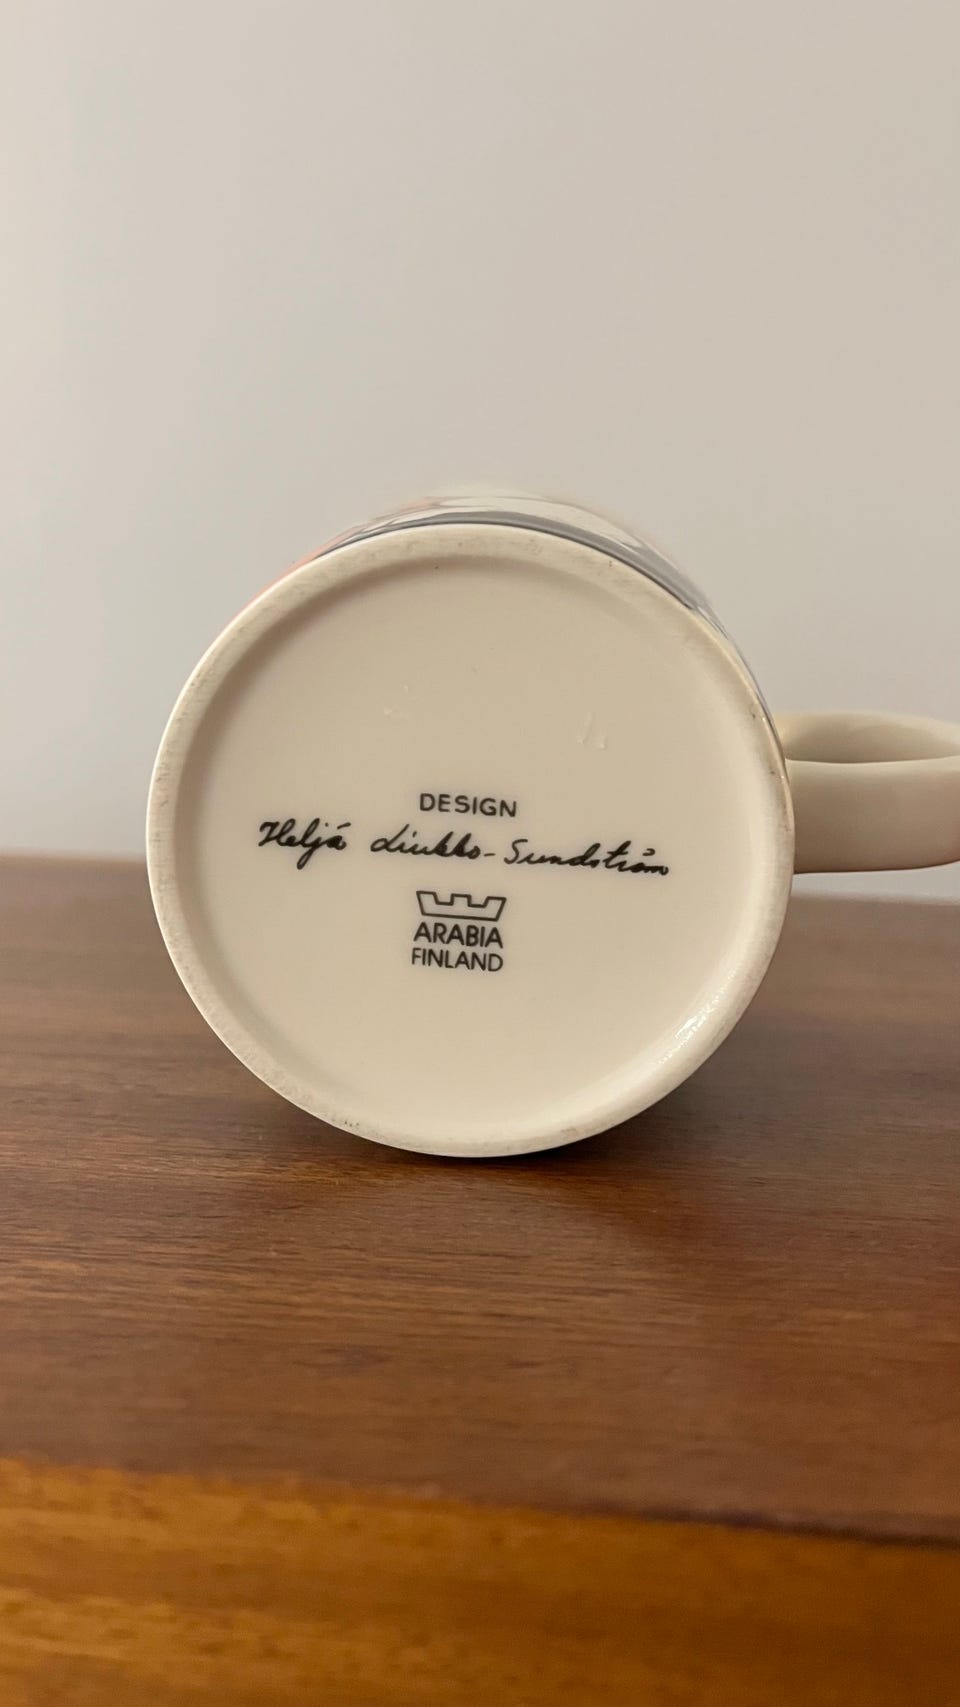 DESIGN
Heljä Liukko-Sundström
ARABIA
FINLAND